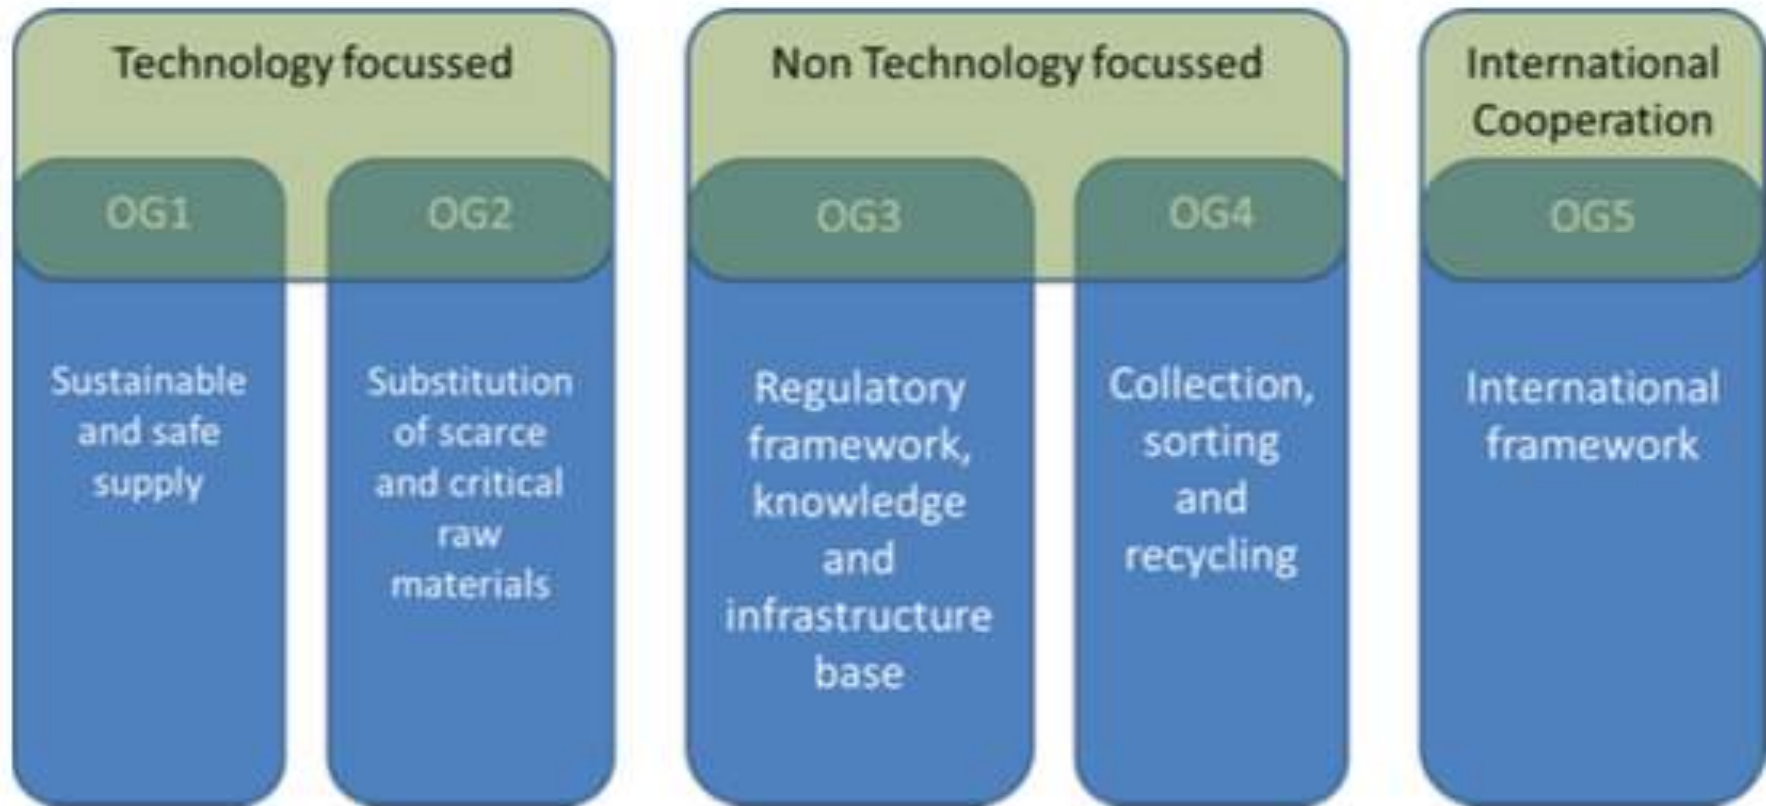 Technology focussed
OG1
Sustainable
and safe
supply
OG2
Substitution
of scarce
and critical
raw
materials
Non Technology focussed
OG3
Regulatory
framework,
knowledge
and
infrastructure
base
OG4
Collection,
sorting
and
recycling
International
Cooperation
OG5
International
framework